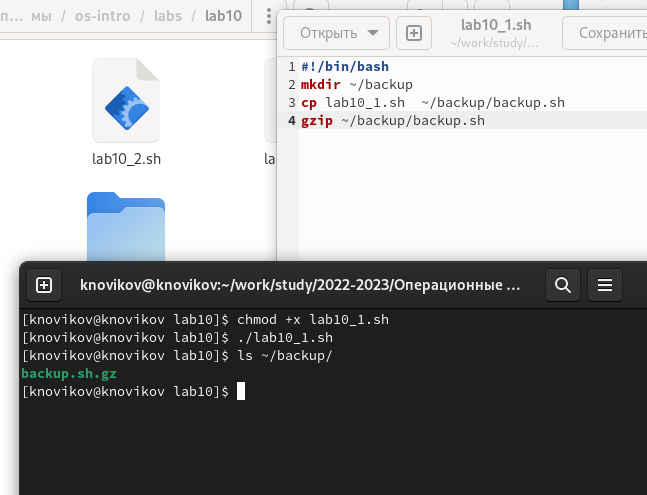 п… мы / os-intro / labs / lab10
lab10_2.sh
la
Открыть
lab10_1.sh
~/work/study/…
Сохранить
1 #!/bin/bash
2 mkdir ~/backup
3 cp lab10_1.sh  ~/backup/backup.sh
4 gzip ~/backup/backup.sh
knovikov@knovikov:~/work/study/2022-2023/Операционные …
[knovikov@knovikov lab10]$ chmod +x lab10_1.sh
[knovikov@knovikov lab10]$ ./lab10_1.sh
[knovikov@knovikov lab10]$ ls ~/backup/
backup.sh.gz
[knovikov@knovikov lab10]$